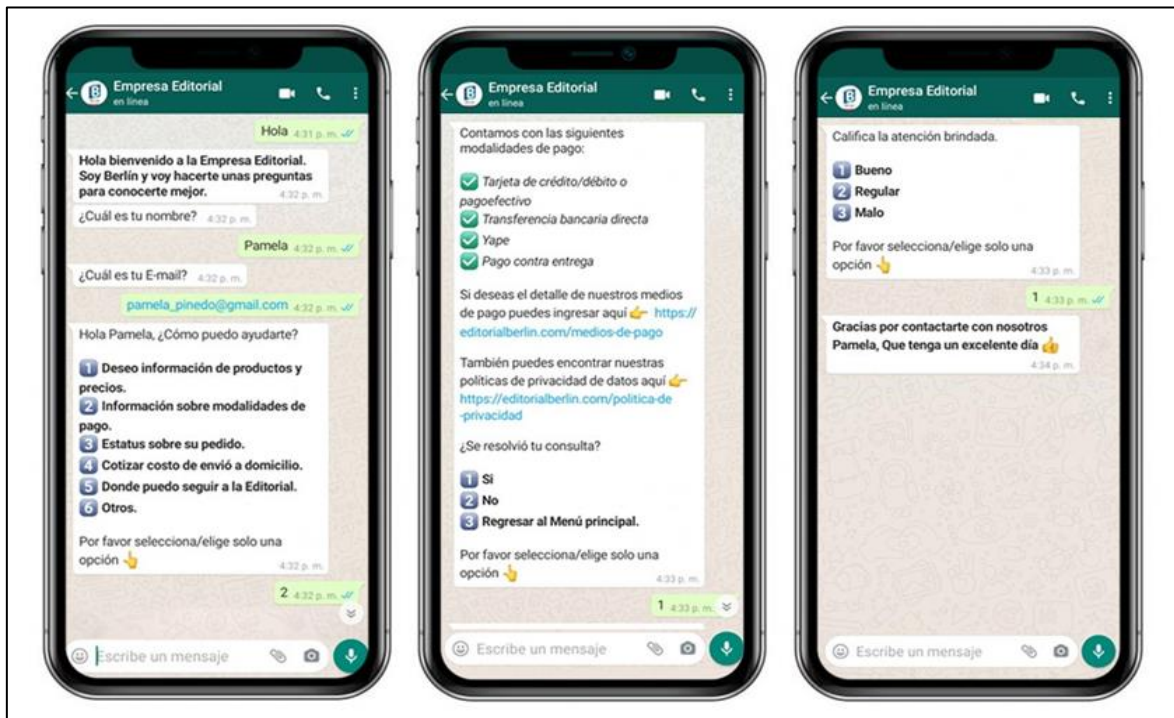 Empresa Editorial
en línea
Hola 4:31 p. m.
Hola bienvenido a la Empresa Editorial.
Soy Berlín y voy hacerte unas preguntas
para conocerte mejor. 4:32 p. m.
¿Cuál es tu nombre? 4:32 p. m.
Pamela 4:32 p. m.
¿Cuál es tu E-mail? 4:32 p. m.
pamela_pinedo@gmail.com 4:32 p. m.
Hola Pamela, ¿Cómo puedo ayudarte?
1 Deseo información de productos y
precios.
2 Información sobre modalidades de
pago.
3 Estatus sobre su pedido.
4 Cotizar costo de envió a domicilio.
5 Donde puedo seguir a la Editorial.
6 Otros.
Por favor selecciona/elige solo una
opción 👆 4:32 p. m.
2 4:32 p. m.
Escribe un mensaje
Empresa Editorial
en línea
Contamos con las siguientes
modalidades de pago:
✅ Tarjeta de crédito/débito o
pagoefectivo
✅ Transferencia bancaria directa
✅ Yape
✅ Pago contra entrega
Si deseas el detalle de nuestros medios
de pago puedes ingresar aquí 👉 https://
editorialberlin.com/medios-de-pago
También puedes encontrar nuestras
políticas de privacidad de datos aquí 👉
https://editorialberlin.com/politica-de
-privacidad
¿Se resolvió tu consulta?
1 Si
2 No
3 Regresar al Menú principal.
Por favor selecciona/elige solo una
opción 👆 4:33 p. m.
1 4:33 p. m.
Escribe un mensaje
Empresa Editorial
en línea
Califica la atención brindada.
1 Bueno
2 Regular
3 Malo
Por favor selecciona/elige solo una
opción 👆 4:33 p. m.
1 4:33 p. m.
Gracias por contactarte con nosotros
Pamela, Que tenga un excelente día 👍
4:34 p. m.
Escribe un mensaje